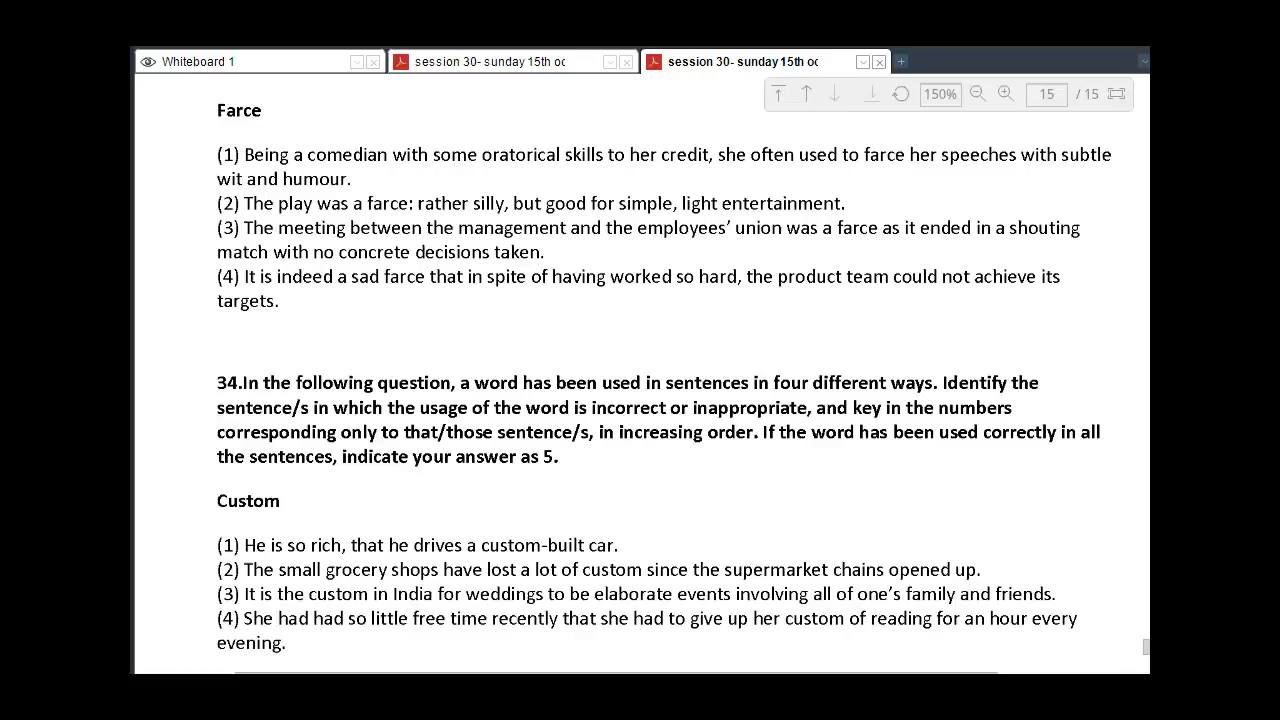 Whiteboard 1
session 30- sunday 15th oc
session 30- sunday 15th oc
150%
15
/ 15
Farce
(1) Being a comedian with some oratorical skills to her credit, she often used to farce her speeches with subtle
wit and humour.
(2) The play was a farce: rather silly, but good for simple, light entertainment.
(3) The meeting between the management and the employees’ union was a farce as it ended in a shouting
match with no concrete decisions taken.
(4) It is indeed a sad farce that in spite of having worked so hard, the product team could not achieve its
targets.
34.In the following question, a word has been used in sentences in four different ways. Identify the
sentence/s in which the usage of the word is incorrect or inappropriate, and key in the numbers
corresponding only to that/those sentence/s, in increasing order. If the word has been used correctly in all
the sentences, indicate your answer as 5.
Custom
(1) He is so rich, that he drives a custom-built car.
(2) The small grocery shops have lost a lot of custom since the supermarket chains opened up.
(3) It is the custom in India for weddings to be elaborate events involving all of one’s family and friends.
(4) She had had so little free time recently that she had to give up her custom of reading for an hour every
evening.